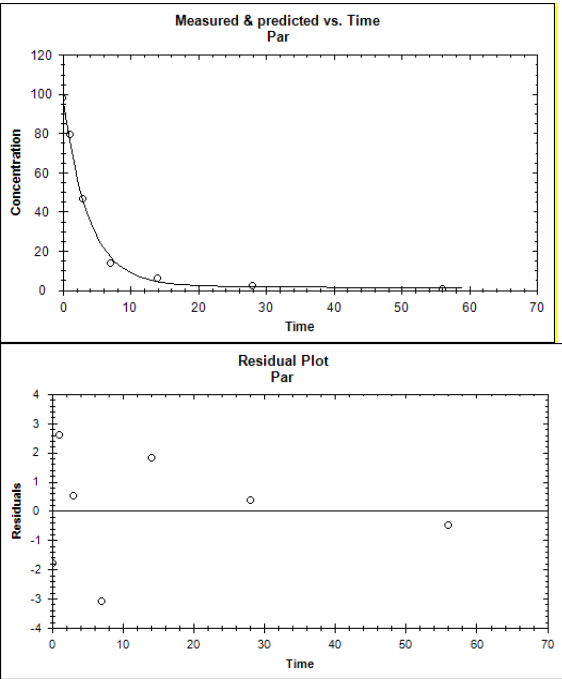 Measured & predicted vs. Time
Par
120
100
80
60
40
20
0
Concentration
0 10 20 30 40 50 60 70
Time
Residual Plot
Par
4
3
2
1
0
-1
-2
-3
-4
Residuals
0 10 20 30 40 50 60 70
Time